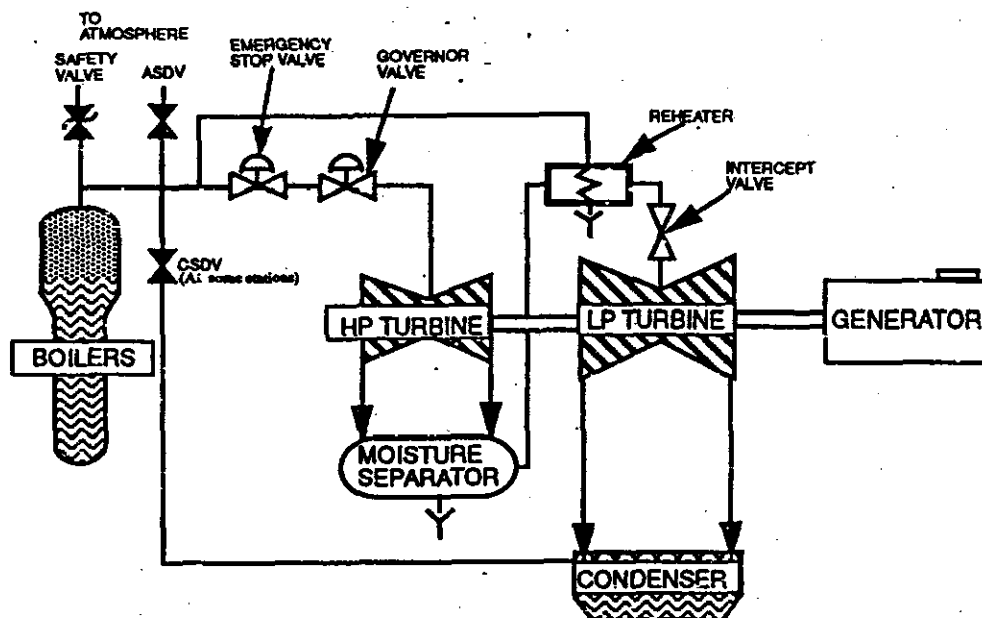 TO
ATMOSPHERE
SAFETY
VALVE
ASDV
EMERGENCY
STOP VALVE
GOVERNOR
VALVE
REHEATER
INTERCEPT
VALVE
CSDV
(At some stations)
HP TURBINE
LP TURBINE
GENERATOR
BOILERS
MOISTURE
SEPARATOR
CONDENSER